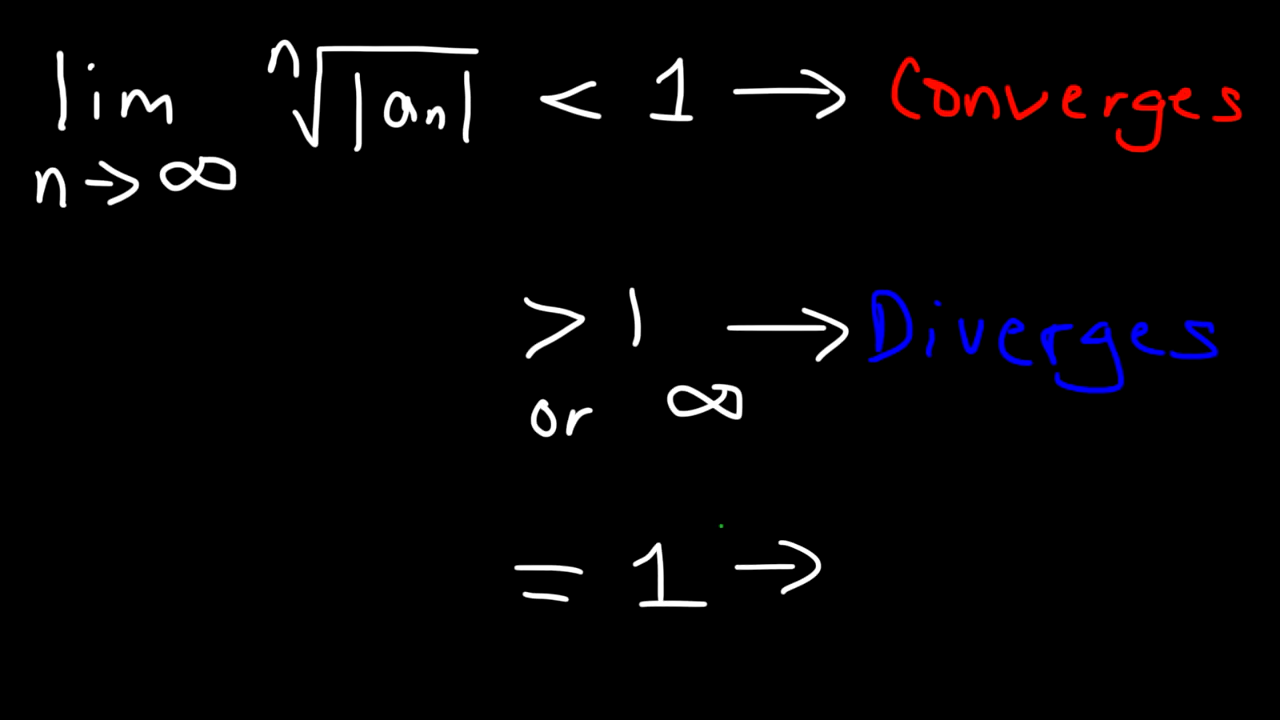 lim n√|an| < 1 → Converges
n → ∞
> 1 → Diverges
or ∞
= 1 →